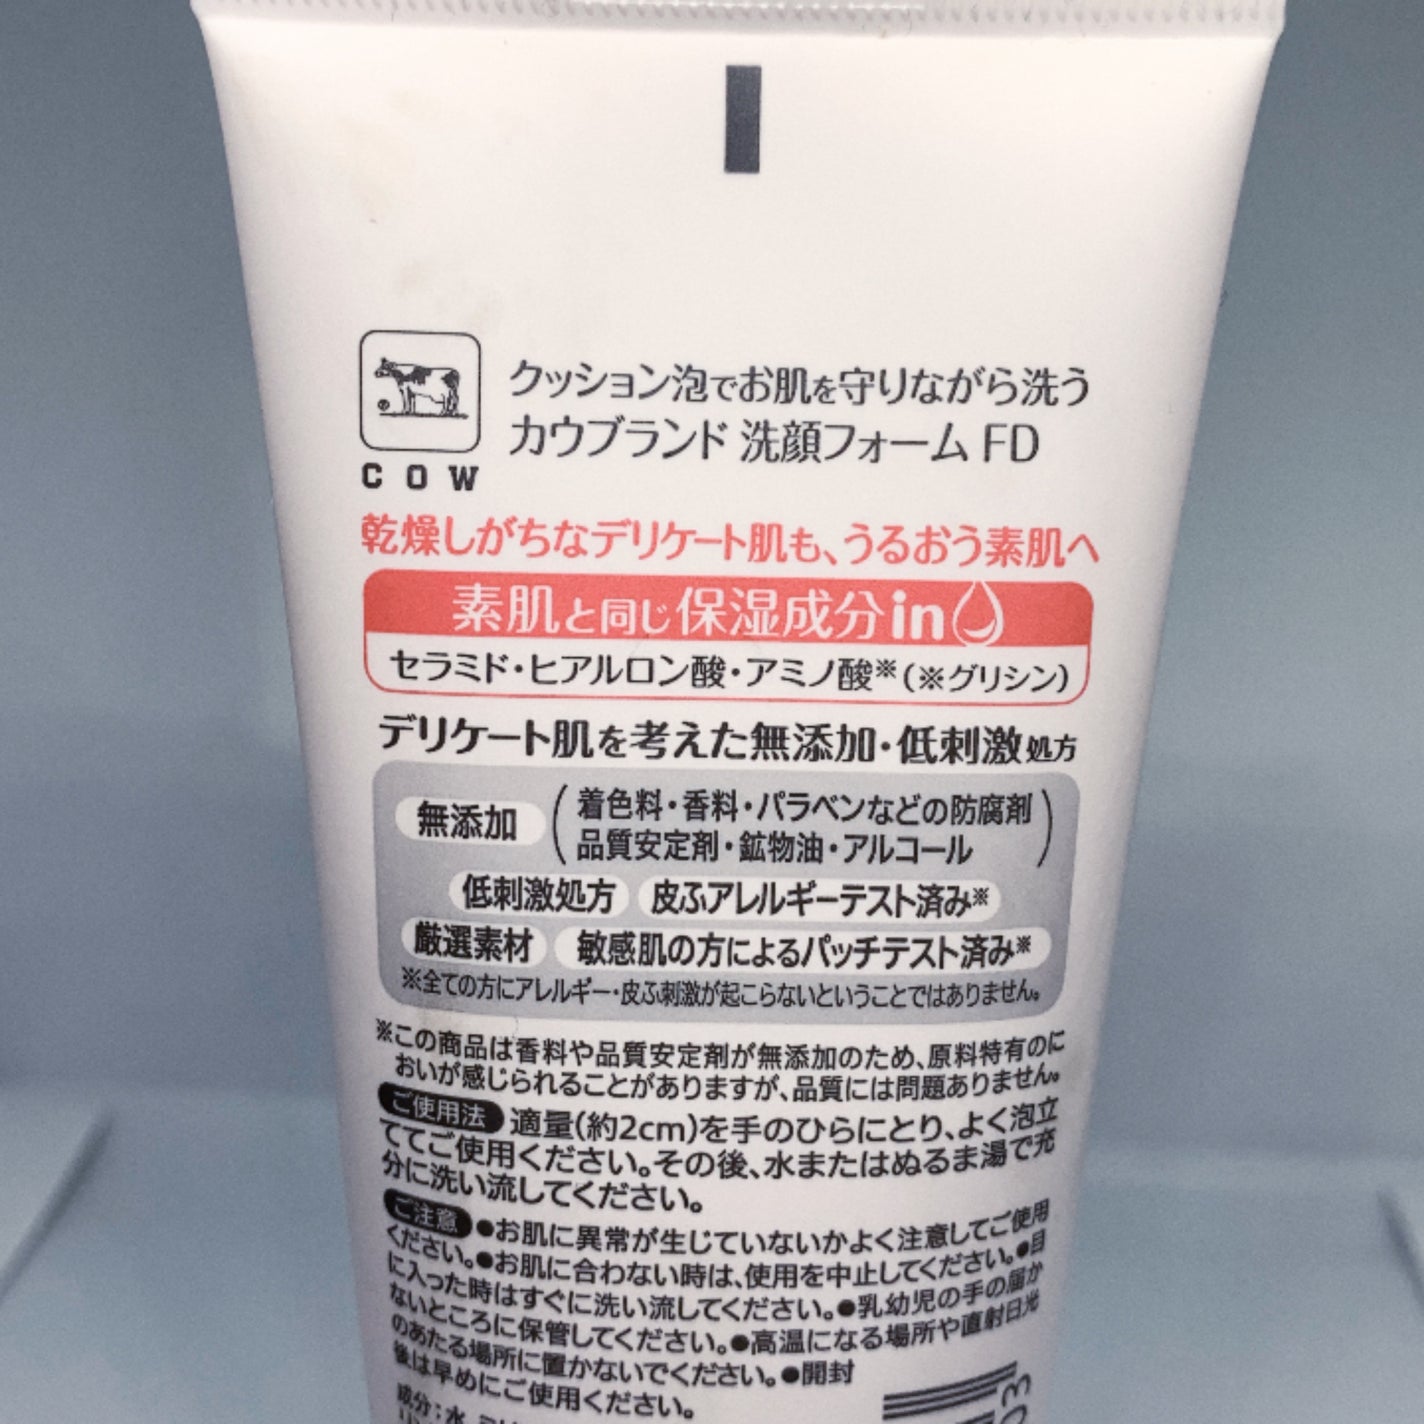 クッション泡でお肌を守りながら洗う
カウブランド 洗顔フォーム FD
COW
乾燥しがちなデリケート肌も、うるおう素肌へ
素肌と同じ保湿成分in
セラミド・ヒアルロン酸・アミノ酸※(※グリシン)
デリケート肌を考えた無添加・低刺激処方
無添加 (着色料・香料・パラベンなどの防腐剤
品質安定剤・鉱物油・アルコール)
低刺激処方 皮ふアレルギーテスト済み※
厳選素材 敏感肌の方によるパッチテスト済み※
※全ての方にアレルギー・皮ふ刺激が起こらないということではありません。
※この商品は香料や品質安定剤が無添加のため、原料特有のに
おいが感じられることがありますが、品質には問題ありません。
ご使用法 適量(約2cm)を手のひらにとり、よく泡立
ててご使用ください。その後、水またはぬるま湯で充
分に洗い流してください。
ご注意 ●お肌に異常が生じていないかよく注意してご使用
ください。●お肌に合わない時は、使用を中止してください。●目
に入った時はすぐに洗い流してください。●乳幼児の手の届か
ないところに保管してください。●高温になる場所や直射日光
のあたる場所に置かないでください。●開封
後は早めにご使用ください。
成分:水、